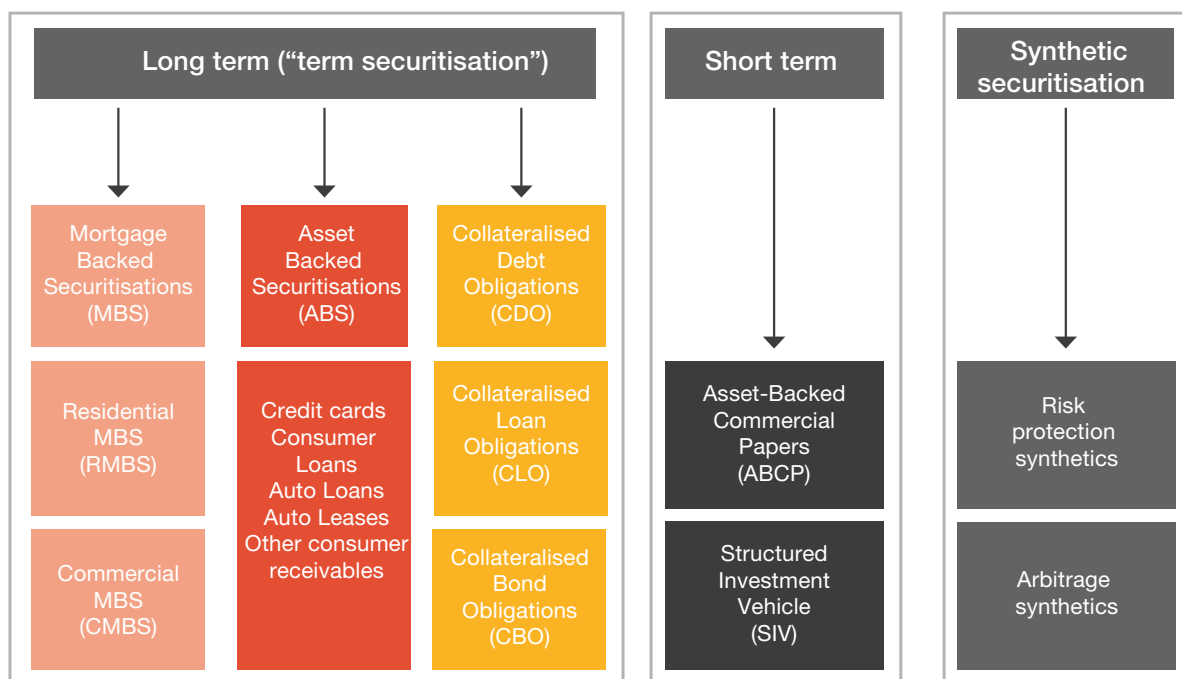 Long term (“term securitisation”)
Mortgage
Backed
Securitisations
(MBS)
Residential
MBS
(RMBS)
Commercial
MBS
(CMBS)
Asset
Backed
Securitisations
(ABS)
Credit cards
Consumer
Loans
Auto Loans
Auto Leases
Other consumer
receivables
Collateralised
Debt
Obligations
(CDO)
Collateralised
Loan
Obligations
(CLO)
Collateralised
Bond
Obligations
(CBO)
Short term
Asset-Backed
Commercial
Papers
(ABCP)
Structured
Investment
Vehicle
(SIV)
Synthetic
securitisation
Risk
protection
synthetics
Arbitrage
synthetics